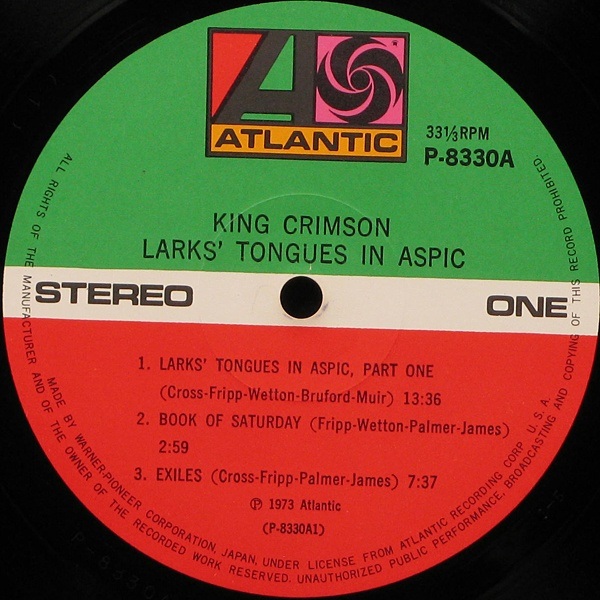 ATLANTIC
33⅓RPM
P-8330A
KING CRIMSON
LARKS' TONGUES IN ASPIC
STEREO
ONE
1. LARKS' TONGUES IN ASPIC, PART ONE
(Cross-Fripp-Wetton-Bruford-Muir) 13:36
2. BOOK OF SATURDAY (Fripp-Wetton-Palmer-James)
2:59
3. EXILES (Cross-Fripp-Palmer-James) 7:37
Ⓟ 1973 Atlantic
(P-8330A1)
MADE BY WARNER-PIONEER CORPORATION, JAPAN, UNDER LICENSE FROM ATLANTIC RECORDING CORP. U.S.A.
ALL RIGHTS OF THE MANUFACTURER AND OF THE OWNER OF THE RECORDED WORK RESERVED. UNAUTHORIZED PUBLIC PERFORMANCE, BROADCASTING AND COPYING OF THIS RECORD PROHIBITED.